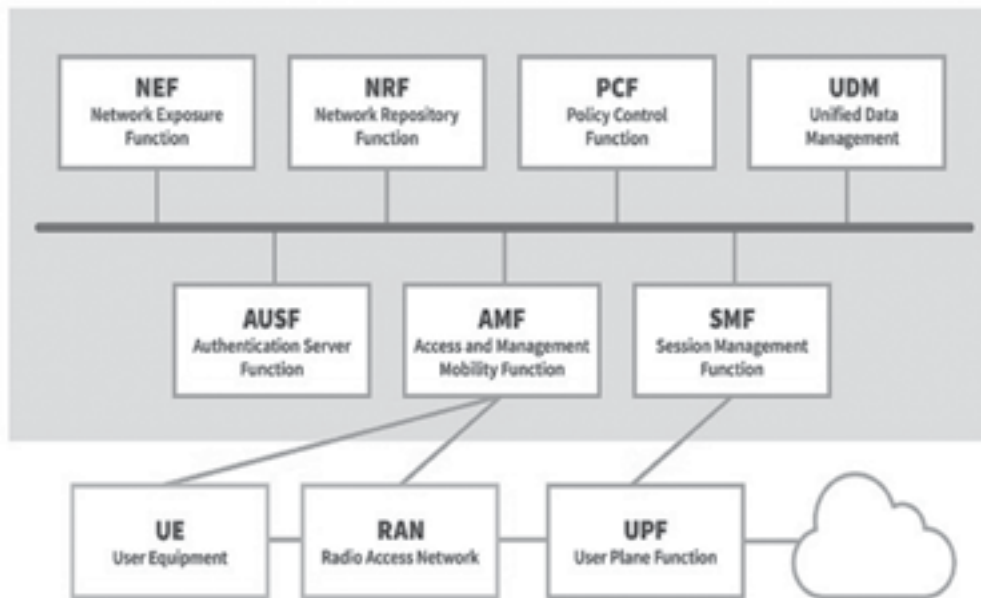 NEF
Network Exposure
Function
NRF
Network Repository
Function
PCF
Policy Control
Function
UDM
Unified Data
Management
AUSF
Authentication Server
Function
AMF
Access and Management
Mobility Function
SMF
Session Management
Function
UE
User Equipment
RAN
Radio Access Network
UPF
User Plane Function